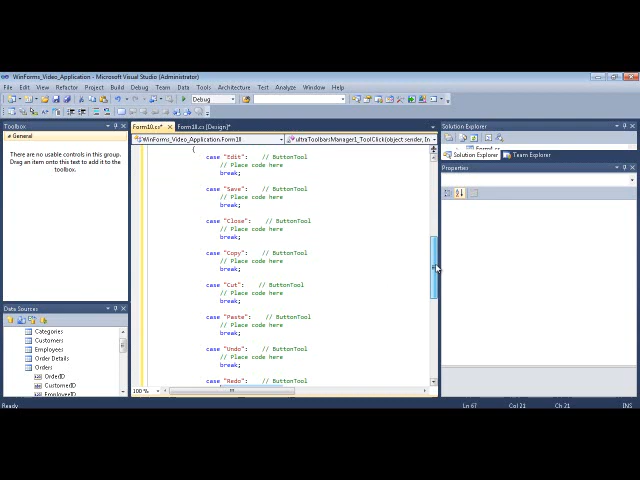 WinForms_Video_Application - Microsoft Visual Studio (Administrator)
File Edit View Refactor Project Build Debug Team Data Tools Architecture Test Analyze Window Help
Debug
Toolbox
General
There are no usable controls in this group.
Drag an item onto this text to add it to the
toolbox.
Data Sources
Categories
Customers
Employees
Order Details
Orders
OrderID
CustomerID
EmployeeID
Form10.cs*
[Design]*
ultraToolbarsManager1_ToolClick(object sender,
{
case "Edit": // ButtonTool
// Place code here
break;
case "Save": // ButtonTool
// Place code here
break;
case "Close": // ButtonTool
// Place code here
break;
case "Copy": // ButtonTool
// Place code here
break;
case "Cut": // ButtonTool
// Place code here
break;
case "Paste": // ButtonTool
// Place code here
break;
case "Undo": // ButtonTool
// Place code here
break;
case "Redo": // ButtonTool
100 %
Solution Explorer
Solution Explorer Team Explorer
Properties
Ready
Ln 67 Col 21 Ch 21 INS